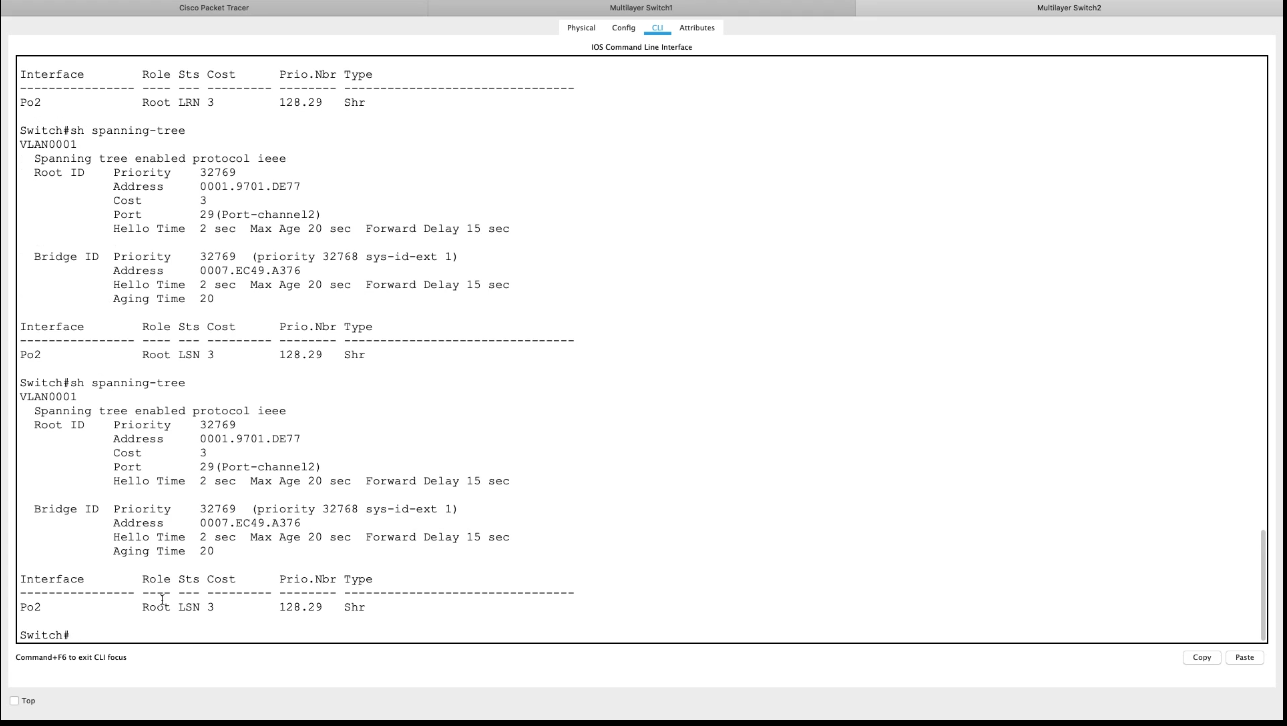 Cisco Packet Tracer Multilayer Switch1 Multilayer Switch2
Physical Config CLI Attributes
IOS Command Line Interface
Interface Role Sts Cost Prio.Nbr Type
---------------- ---- --- --------- -------- --------------------------------
Po2 Root LRN 3 128.29 Shr
Switch#sh spanning-tree
VLAN0001
Spanning tree enabled protocol ieee
Root ID Priority 32769
Address 0001.9701.DE77
Cost 3
Port 29(Port-channel2)
Hello Time 2 sec Max Age 20 sec Forward Delay 15 sec
Bridge ID Priority 32769 (priority 32768 sys-id-ext 1)
Address 0007.EC49.A376
Hello Time 2 sec Max Age 20 sec Forward Delay 15 sec
Aging Time 20
Interface Role Sts Cost Prio.Nbr Type
---------------- ---- --- --------- -------- --------------------------------
Po2 Root LSN 3 128.29 Shr
Switch#sh spanning-tree
VLAN0001
Spanning tree enabled protocol ieee
Root ID Priority 32769
Address 0001.9701.DE77
Cost 3
Port 29(Port-channel2)
Hello Time 2 sec Max Age 20 sec Forward Delay 15 sec
Bridge ID Priority 32769 (priority 32768 sys-id-ext 1)
Address 0007.EC49.A376
Hello Time 2 sec Max Age 20 sec Forward Delay 15 sec
Aging Time 20
Interface Role Sts Cost Prio.Nbr Type
---------------- ---- --- --------- -------- --------------------------------
Po2 Root LSN 3 128.29 Shr
Switch#
Command+F6 to exit CLI focus Copy Paste
Top